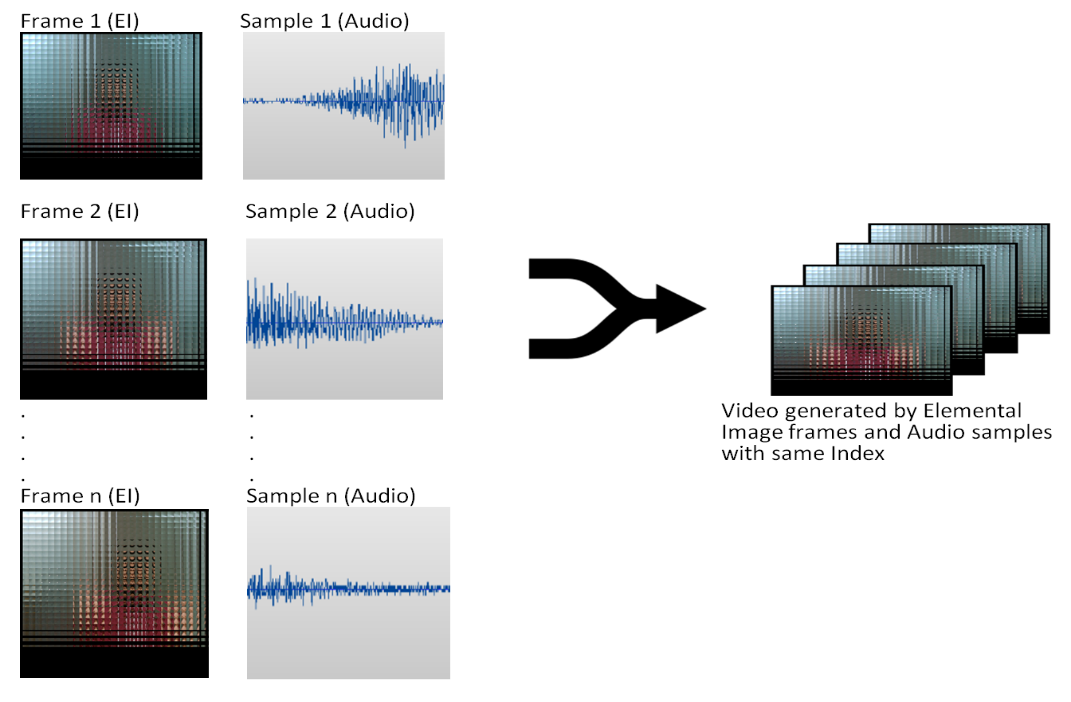 Frame 1 (EI)
Sample 1 (Audio)
Frame 2 (EI)
Sample 2 (Audio)
.
.
.
.
.
.
.
.
Frame n (EI)
Sample n (Audio)
Video generated by Elemental
Image frames and Audio samples
with same Index